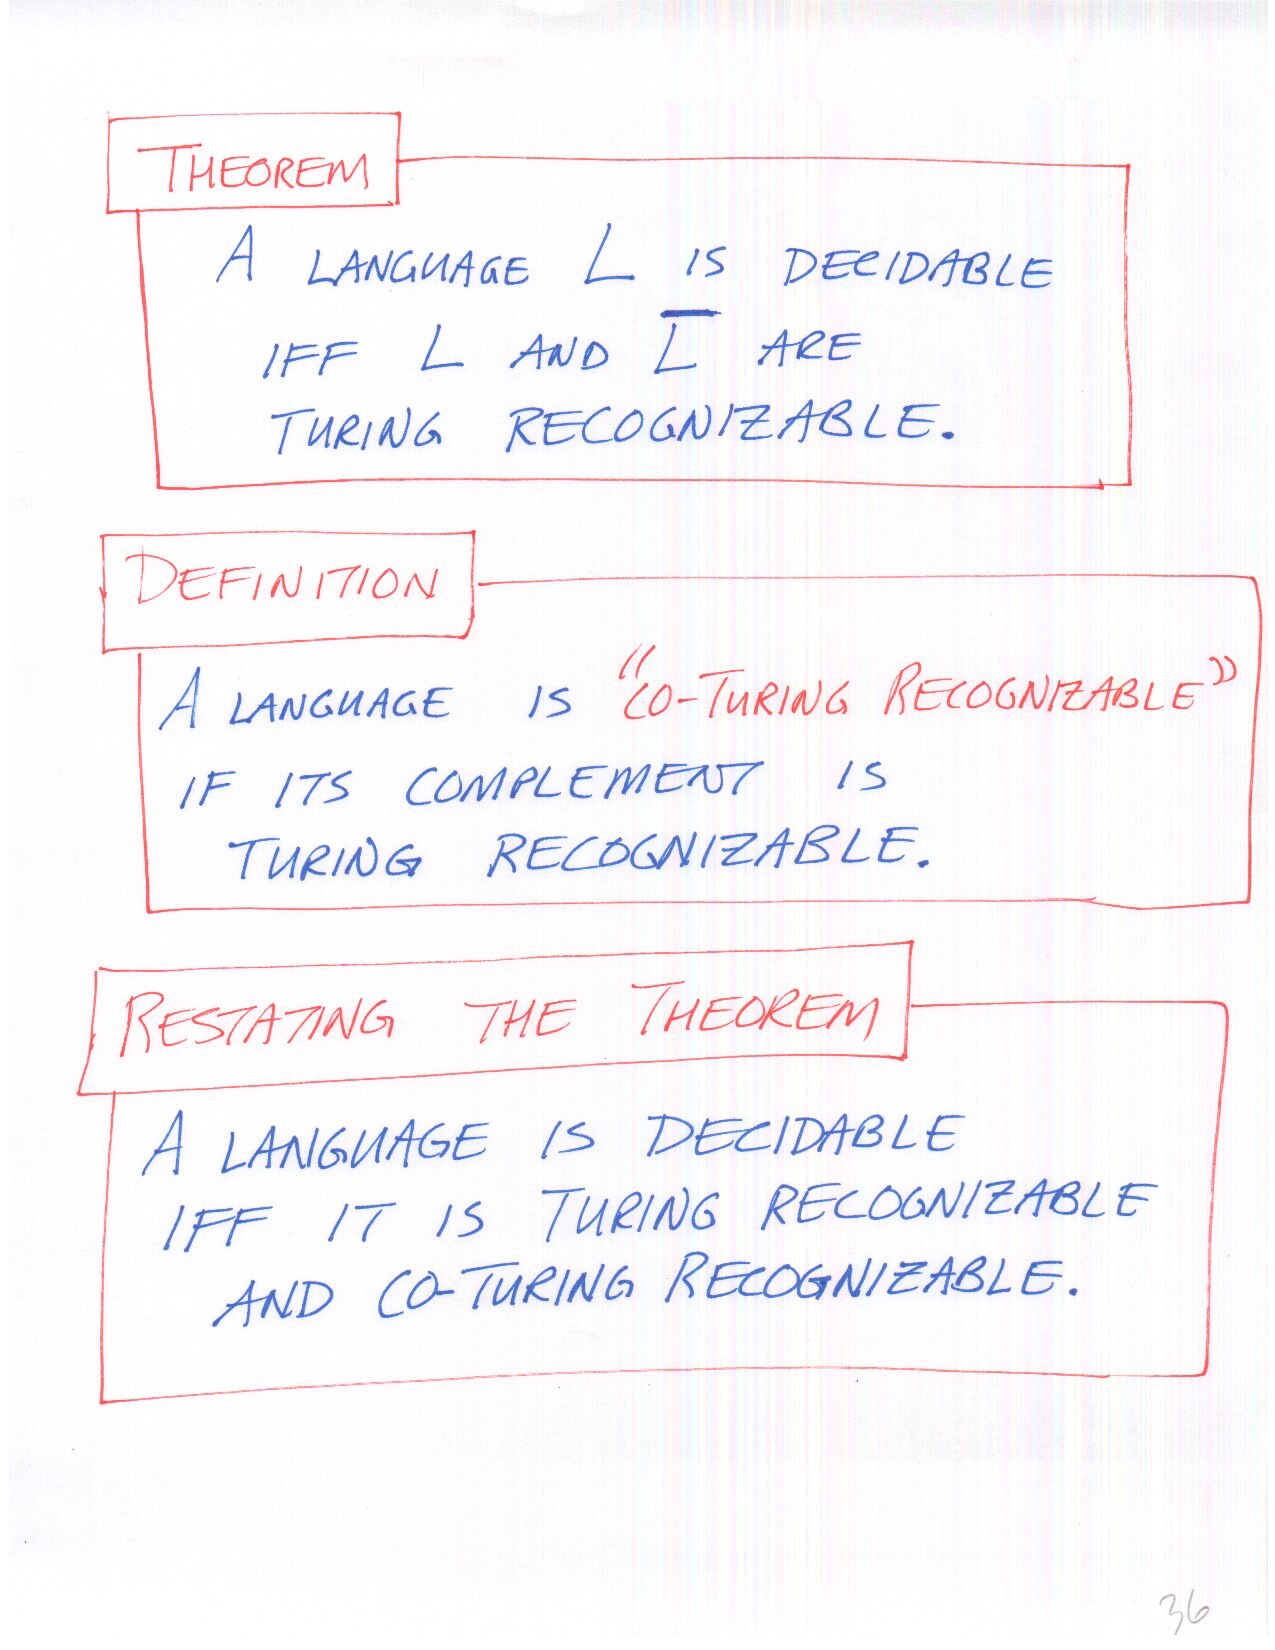 THEOREM
A LANGUAGE L IS DECIDABLE
IFF L AND L̅ ARE
TURING RECOGNIZABLE.
DEFINITION
A LANGUAGE IS "CO-TURING RECOGNIZABLE"
IF ITS COMPLEMENT IS
TURING RECOGNIZABLE.
RESTATING THE THEOREM
A LANGUAGE IS DECIDABLE
IFF IT IS TURING RECOGNIZABLE
AND CO-TURING RECOGNIZABLE.
36